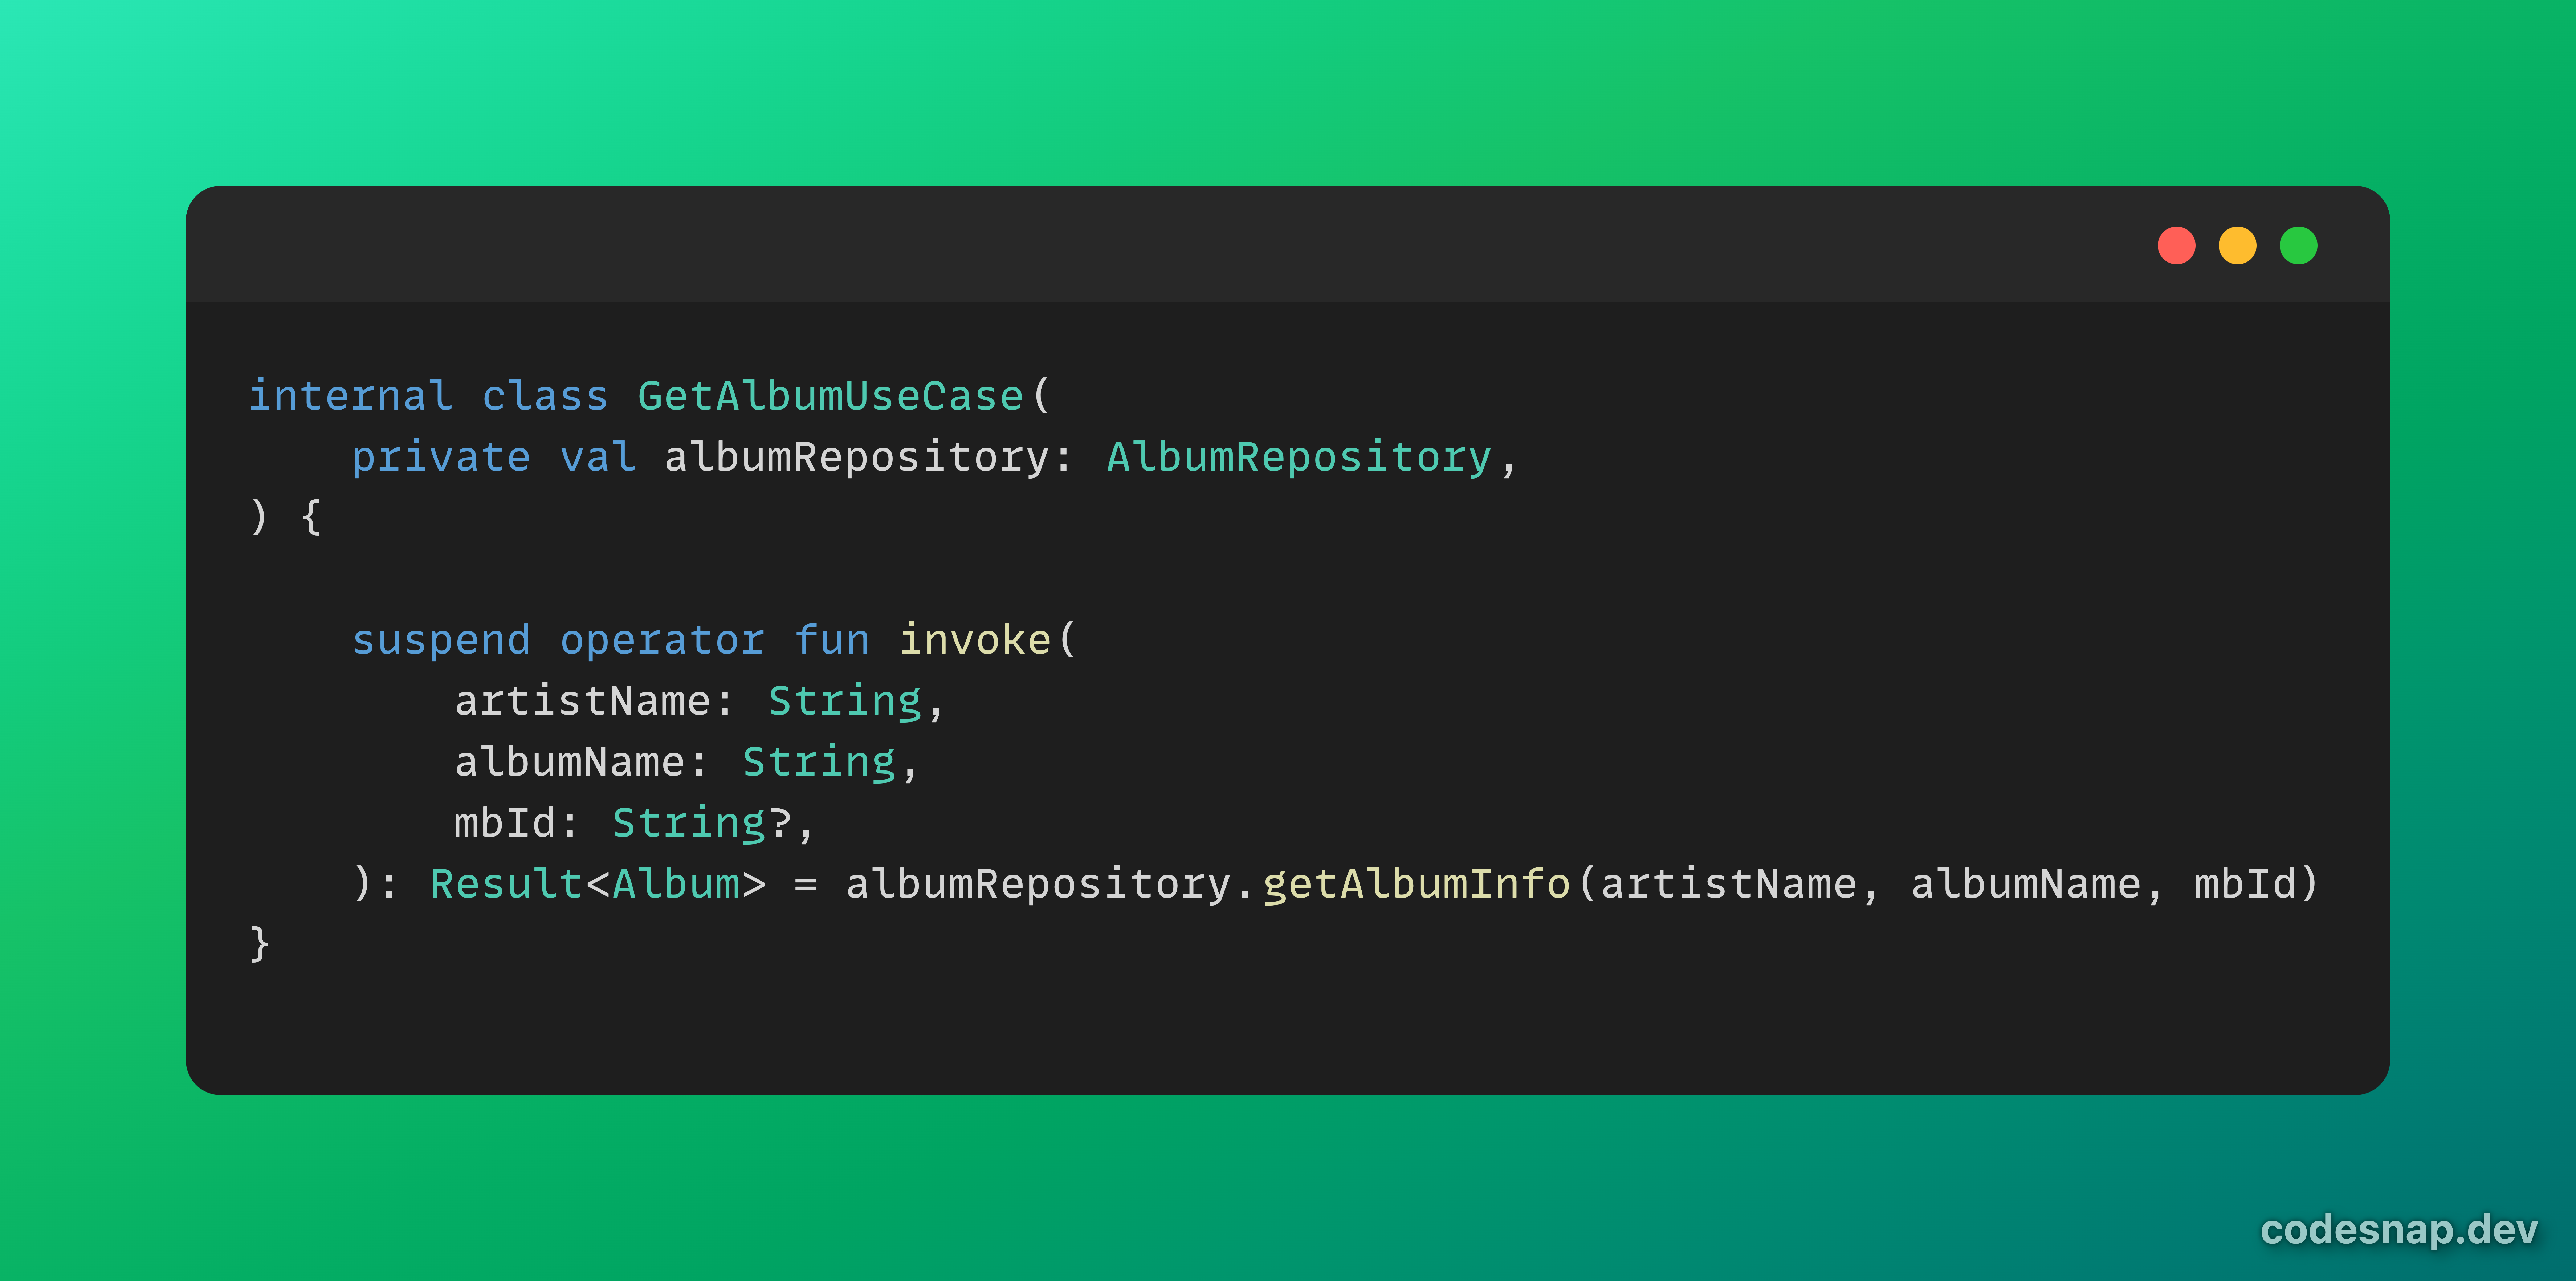 internal class GetAlbumUseCase(
    private val albumRepository: AlbumRepository,
) {

    suspend operator fun invoke(
        artistName: String,
        albumName: String,
        mbId: String?,
    ): Result<Album> = albumRepository.getAlbumInfo(artistName, albumName, mbId)
}
codesnap.dev